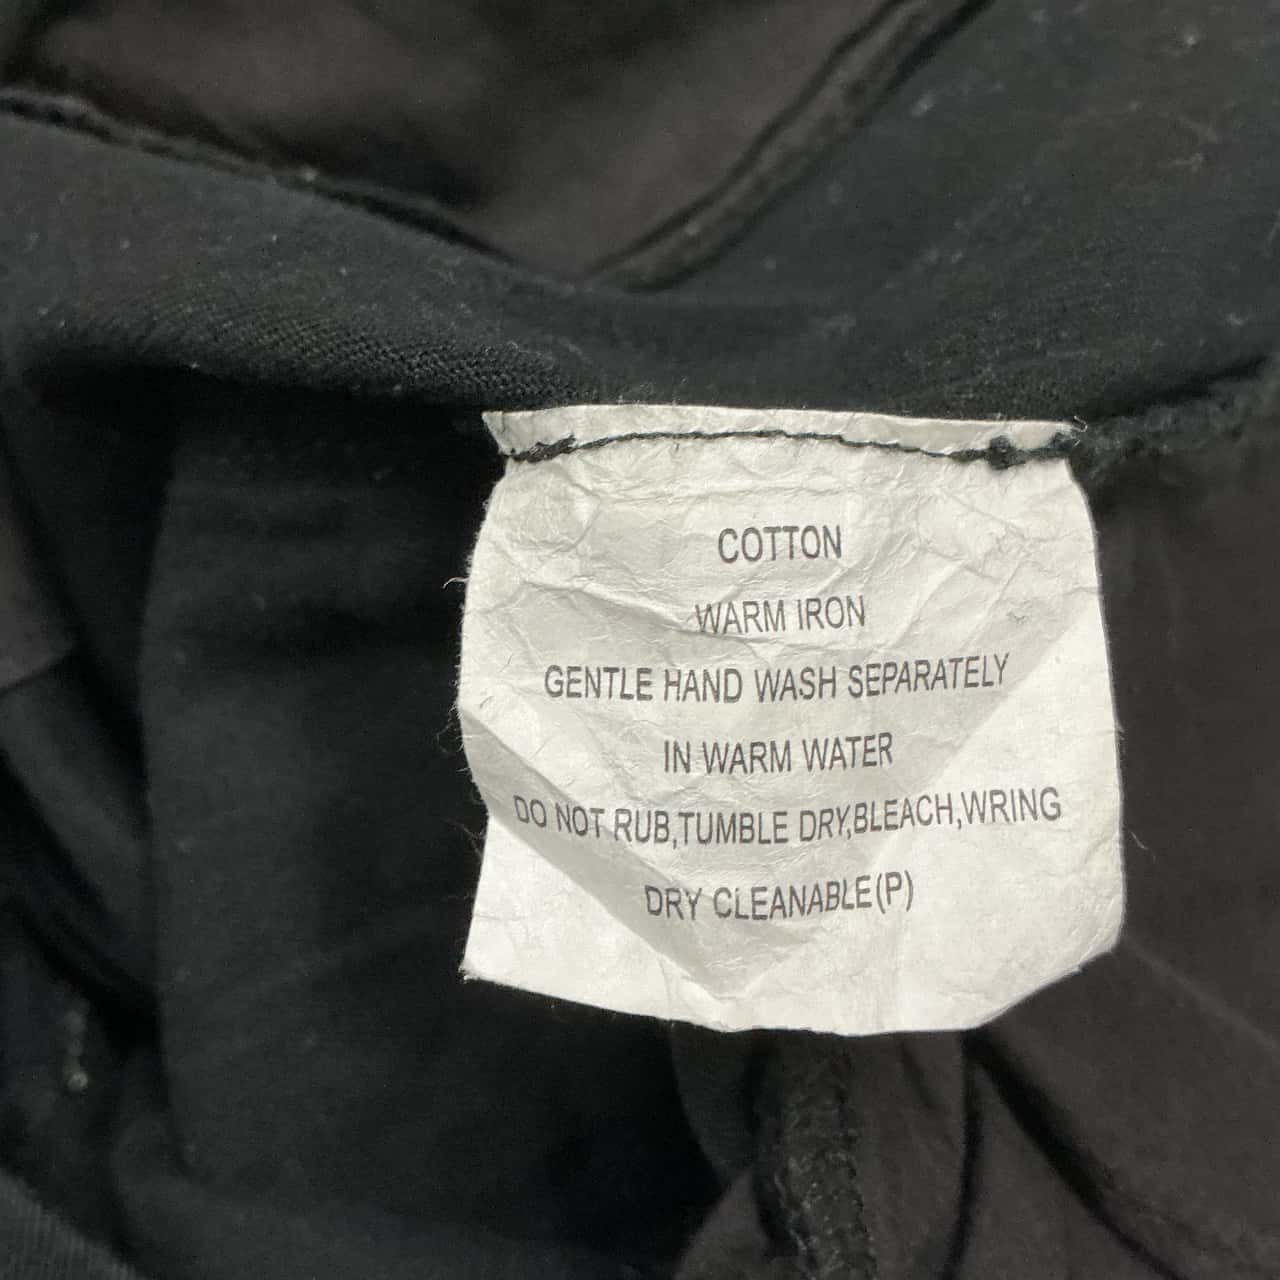 COTTON
WARM IRON
GENTLE HAND WASH SEPARATELY
IN WARM WATER
DO NOT RUB,TUMBLE DRY,BLEACH,WRING
DRY CLEANABLE(P)